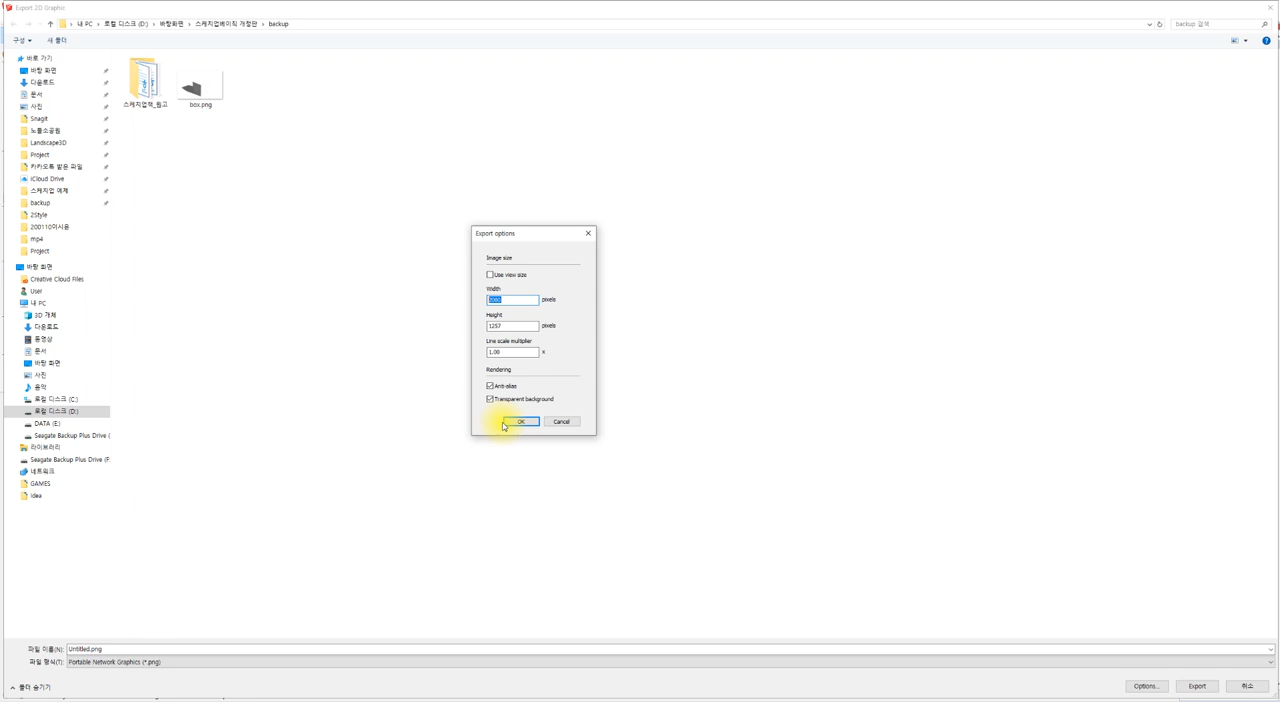 Export 2D Graphic
내 PC > 로컬 디스크 (D:) > 바탕화면 > 스케치업베이직 개정판 > backup
backup 검색
구성
새 폴더
바로 가기
바탕 화면
다운로드
문서
사진
Snagit
노들소공원
Landscape3D
Project
카카오톡 받은 파일
iCloud Drive
스케치업 예제
backup
2Style
200110미시용
mp4
Project
바탕 화면
Creative Cloud Files
User
내 PC
3D 개체
다운로드
동영상
문서
바탕 화면
사진
음악
로컬 디스크 (C:)
로컬 디스크 (D:)
DATA (E:)
Seagate Backup Plus Drive (
라이브러리
Seagate Backup Plus Drive (F:
네트워크
GAMES
Idea
스케치업책_원고
box.png
Export options
Image size
Use view size
Width
pixels
Height
1257 pixels
Line scale multiplier
1.00 x
Rendering
Anti-alias
Transparent background
OK
Cancel
파일 이름(N): Untitled.png
파일 형식(T): Portable Network Graphics (*.png)
폴더 숨기기
Options...
Export
취소